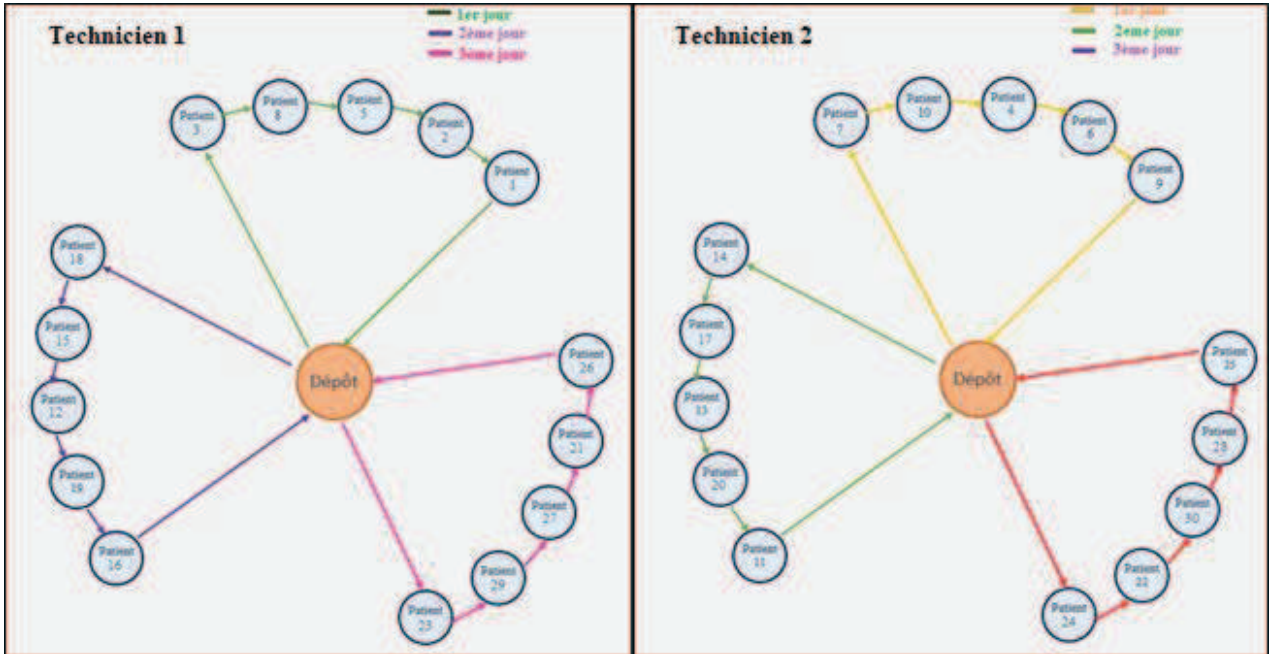 Technicien 1
1er jour
2ème jour
3ème jour
Patient
3
Patient
8
Patient
5
Patient
2
Patient
1
Patient
18
Patient
15
Patient
12
Patient
19
Patient
16
Dépôt
Patient
26
Patient
21
Patient
27
Patient
29
Patient
23
Technicien 2
1er jour
2eme jour
3ème jour
Patient
7
Patient
10
Patient
4
Patient
6
Patient
9
Patient
14
Patient
17
Patient
13
Patient
20
Patient
11
Dépôt
Patient
Patient
28
Patient
30
Patient
22
Patient
24